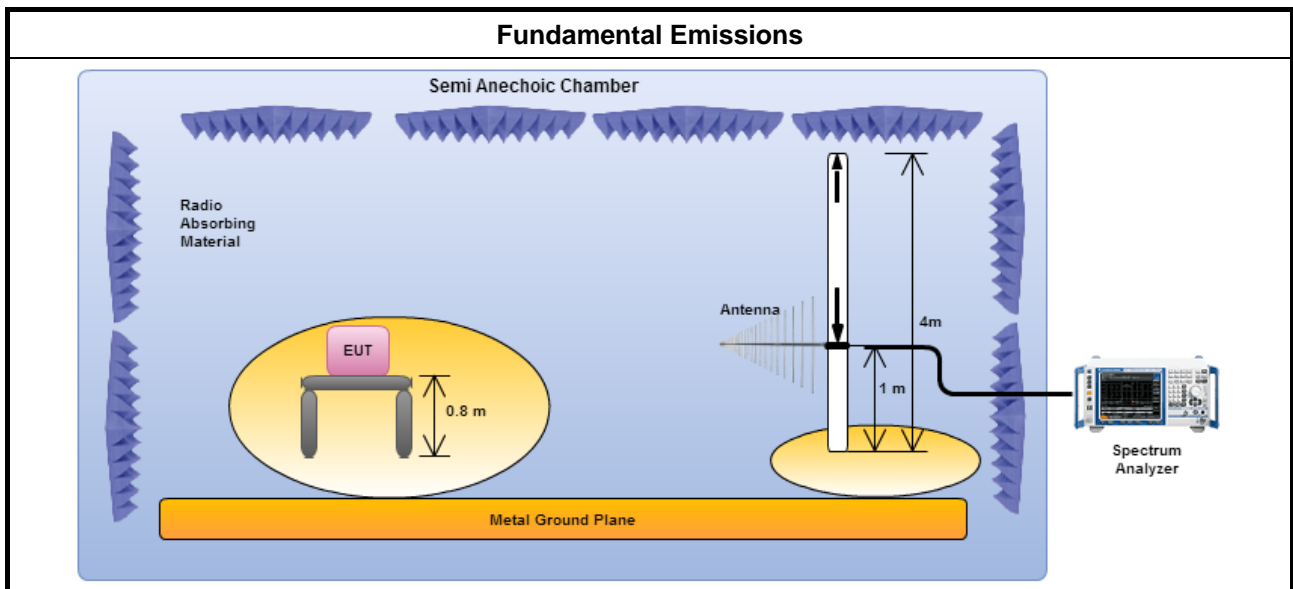 Fundamental Emissions
Semi Anechoic Chamber
Radio
Absorbing
Material
Antenna
4m
EUT
1 m
0.8 m
Spectrum
Analyzer
Metal Ground Plane